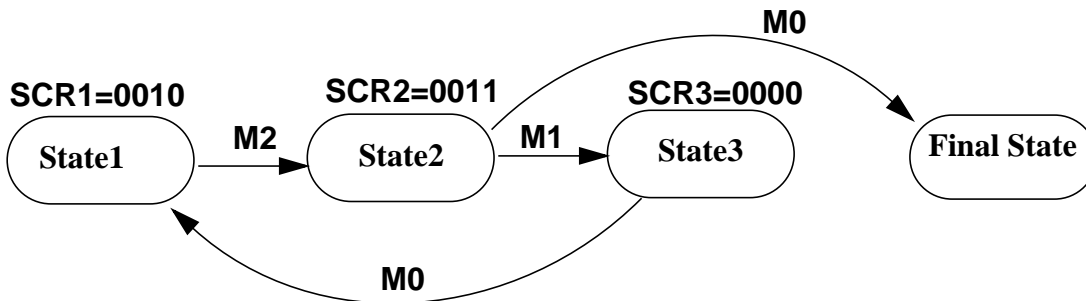 M0
SCR1=0010
SCR2=0011
SCR3=0000
State1
M2
State2
M1
State3
Final State
M0